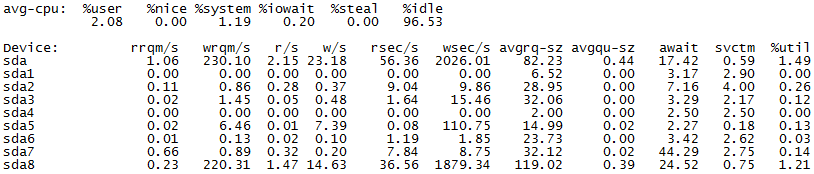 avg-cpu: %user %nice %system %iowait %steal %idle
2.08 0.00 1.19 0.20 0.00 96.53
Device: rrqm/s wrqm/s r/s w/s rsec/s wsec/s avgrq-sz avgqu-sz await svctm %util
sda 1.06 230.10 2.15 23.18 56.36 2026.01 82.23 0.44 17.42 0.59 1.49
sda1 0.00 0.00 0.00 0.00 0.00 0.00 6.52 0.00 3.17 2.90 0.00
sda2 0.11 0.86 0.28 0.37 9.04 9.86 28.95 0.00 7.16 4.00 0.26
sda3 0.02 1.45 0.05 0.48 1.64 15.46 32.06 0.00 3.29 2.17 0.12
sda4 0.00 0.00 0.00 0.00 0.00 0.00 2.00 0.00 2.50 2.50 0.00
sda5 0.02 6.46 0.01 7.39 0.08 110.75 14.99 0.02 2.27 0.18 0.13
sda6 0.01 0.13 0.02 0.10 1.19 1.85 23.73 0.00 3.42 2.62 0.03
sda7 0.66 0.89 0.32 0.20 7.84 8.75 32.12 0.02 44.29 2.75 0.14
sda8 0.23 220.31 1.47 14.63 36.56 1879.34 119.02 0.39 24.52 0.75 1.21